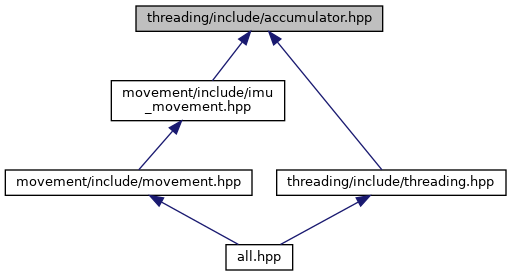 threading/include/accumulator.hpp
movement/include/imu
_movement.hpp
movement/include/movement.hpp
threading/include/threading.hpp
all.hpp